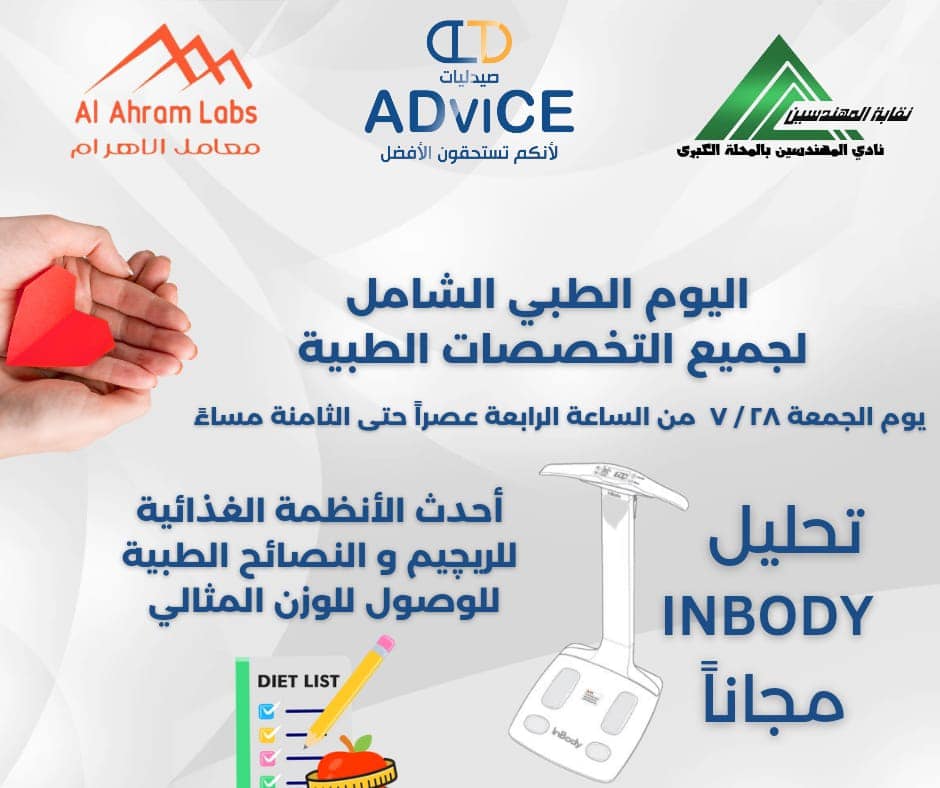 Al Ahram Labs
معامل الاهرام
صيدليات
ADVICE
لأنكم تستحقون الأفضل
نقابة المهندسين
نادي المهندسين بالمحلة الكبرى
اليوم الطبي الشامل
لجميع التخصصات الطبية
يوم الجمعة ٢٨ / ٧ من الساعة الرابعة عصراً حتى الثامنة مساءً
أحدث الأنظمة الغذائية
للريچيم و النصائح الطبية
للوصول للوزن المثالي
تحليل
INBODY
مجاناً
DIET LIST
InBody